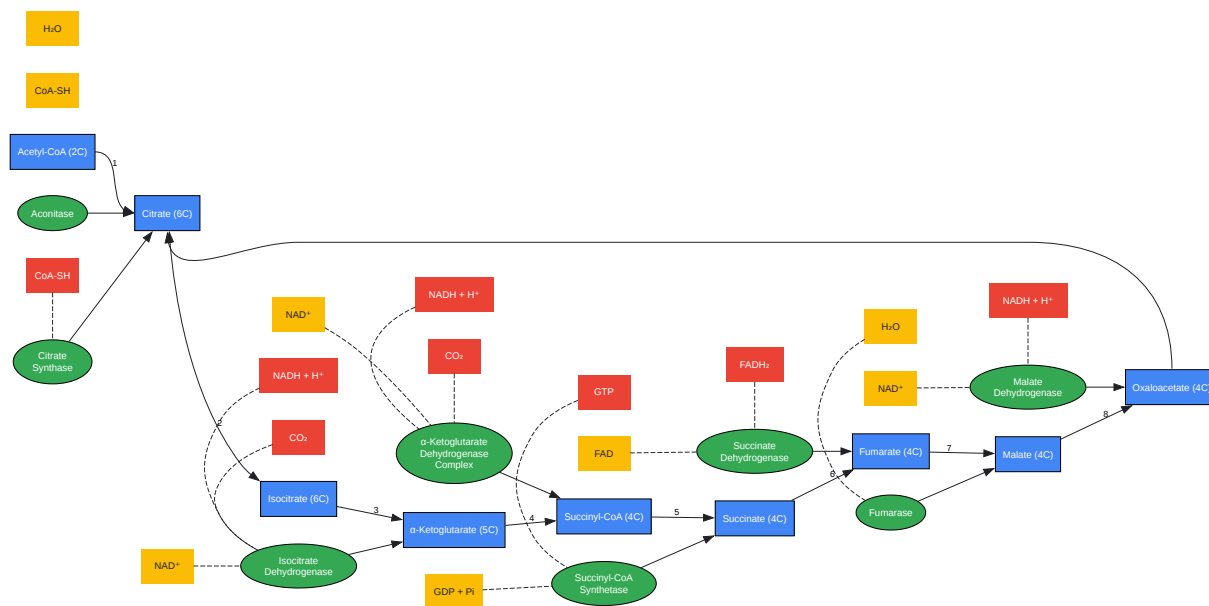 H₂O
CoA-SH
Acetyl-CoA (2C)
1
Aconitase
Citrate (6C)
CoA-SH
Citrate
Synthase
NADH + H⁺
NAD⁺
CO₂
NADH + H⁺
2
CO₂
α-Ketoglutarate
Dehydrogenase
Complex
Isocitrate (6C)
3
α-Ketoglutarate (5C)
4
Isocitrate
Dehydrogenase
NAD⁺
GDP + Pi
GTP
FAD
FADH₂
Succinate
Dehydrogenase
Succinyl-CoA (4C)
5
Succinate (4C)
6
Succinyl-CoA
Synthetase
H₂O
NAD⁺
NADH + H⁺
Malate
Dehydrogenase
Oxaloacetate (4C)
8
Fumarate (4C)
7
Malate (4C)
Fumarase